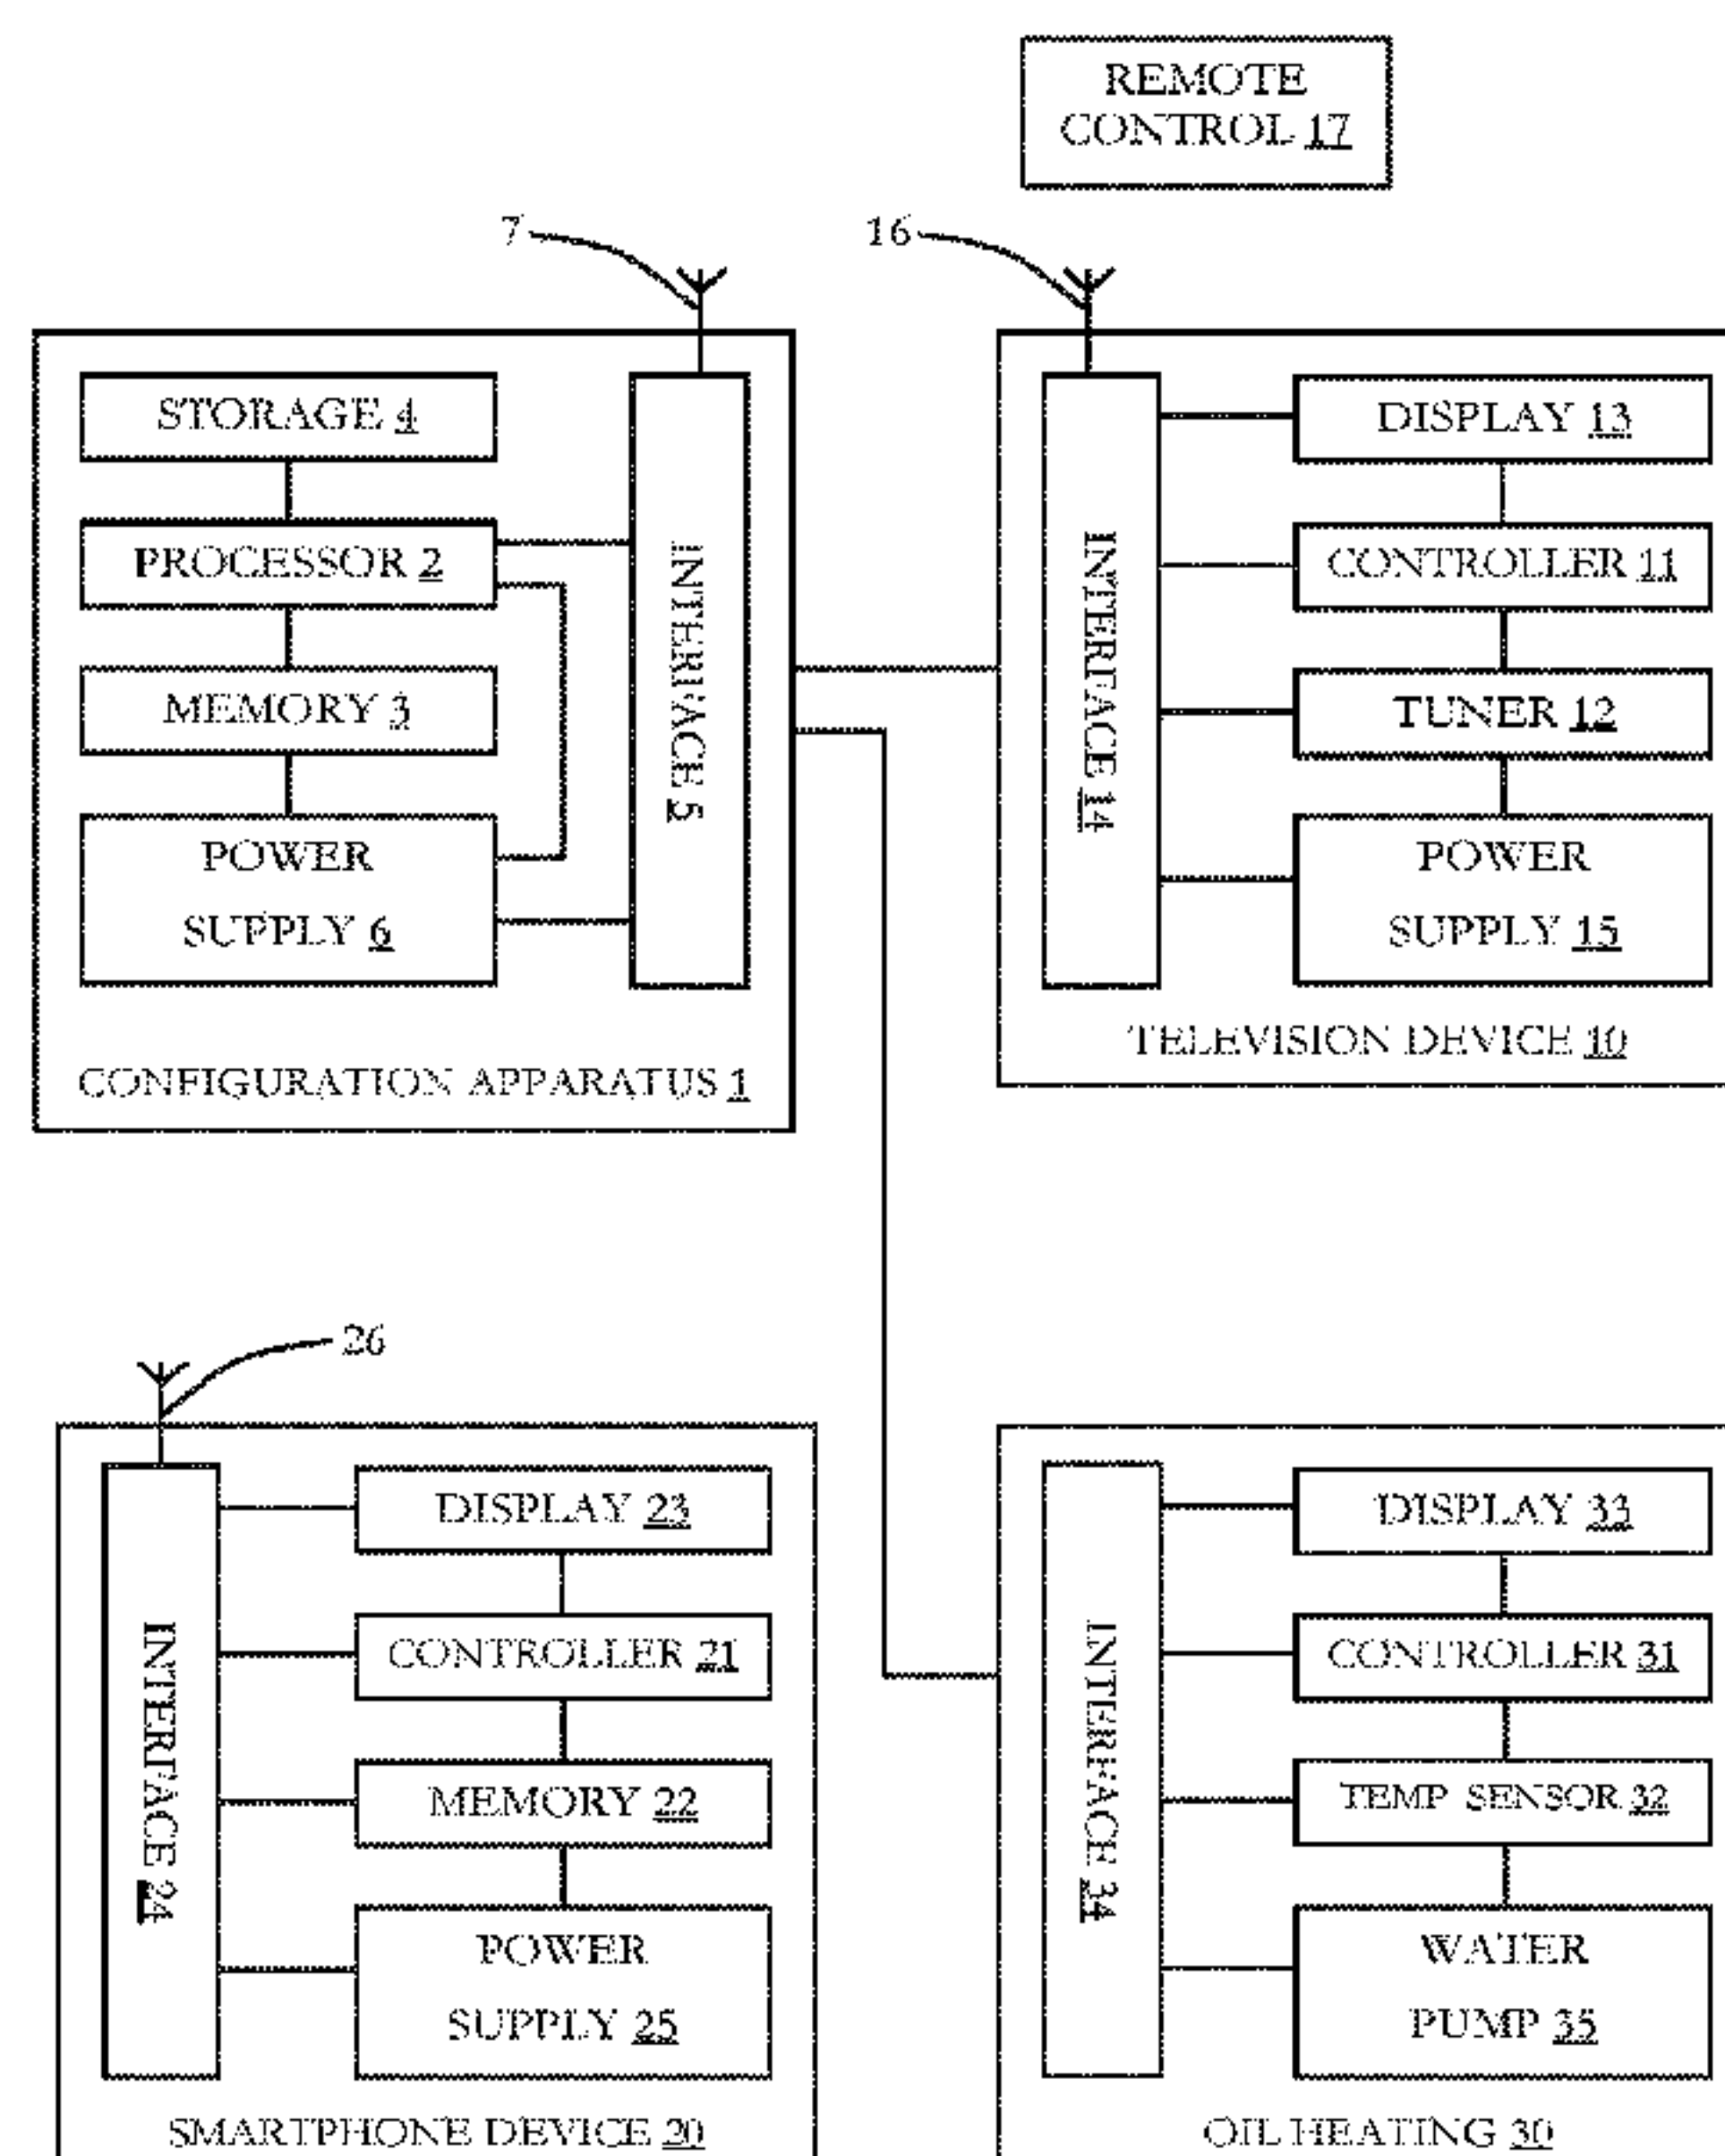 REMOTE
CONTROL 17
7
16
STORAGE 4
PROCESSOR 2
MEMORY 3
POWER
SUPPLY 6
INTERFACE 5
CONFIGURATION APPARATUS 1
INTERFACE 14
DISPLAY 13
CONTROLLER 11
TUNER 12
POWER
SUPPLY 15
TELEVISION DEVICE 10
26
INTERFACE 24
DISPLAY 23
CONTROLLER 21
MEMORY 22
POWER
SUPPLY 25
SMARTPHONE DEVICE 20
INTERFACE 34
DISPLAY 33
CONTROLLER 31
TEMP SENSOR 32
WATER
PUMP 35
OIL HEATING 30